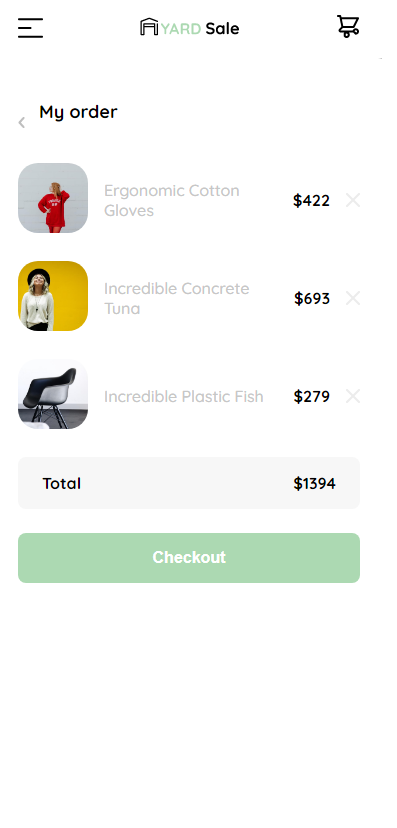 YARD Sale
My order
Ergonomic Cotton
Gloves
$422
Incredible Concrete
Tuna
$693
Incredible Plastic Fish
$279
Total
$1394
Checkout